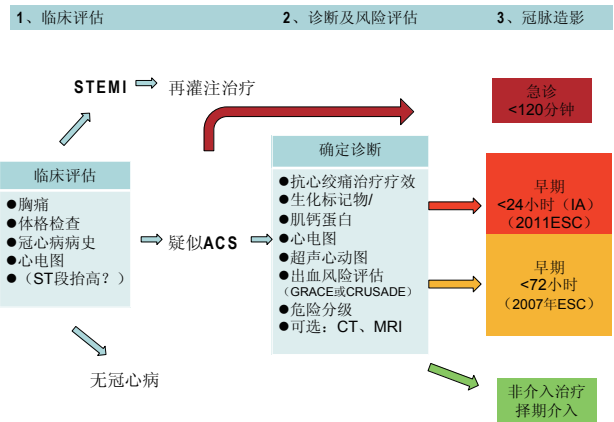 1、临床评估
2、诊断及风险评估
3、冠脉造影
STEMI
再灌注治疗
急诊
<120分钟
临床评估
●胸痛
●体格检查
●冠心病病史
●心电图
●（ST段抬高？）
疑似ACS
无冠心病
确定诊断
●抗心绞痛治疗疗效
●生化标记物/
●肌钙蛋白
●心电图
●超声心动图
●出血风险评估
（GRACE或CRUSADE）
●危险分级
●可选：CT、MRI
早期
<24小时（IA）
（2011ESC）
早期
<72小时
（2007年ESC）
非介入治疗
择期介入